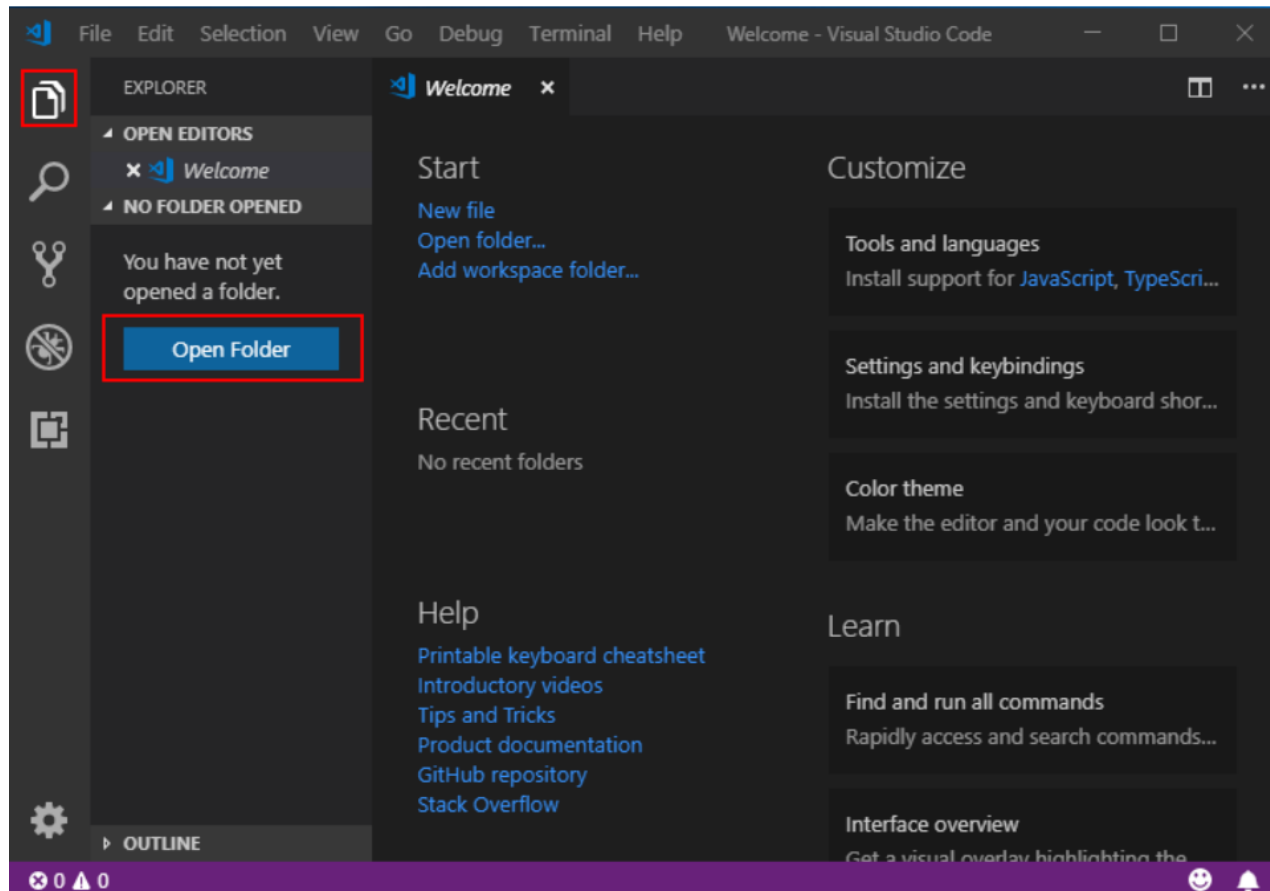 File Edit Selection View Go Debug Terminal Help Welcome - Visual Studio Code
EXPLORER
OPEN EDITORS
Welcome
NO FOLDER OPENED
You have not yet
opened a folder.
Open Folder
OUTLINE
Welcome
Start
New file
Open folder...
Add workspace folder...
Recent
No recent folders
Help
Printable keyboard cheatsheet
Introductory videos
Tips and Tricks
Product documentation
GitHub repository
Stack Overflow
Customize
Tools and languages
Install support for JavaScript, TypeScri...
Settings and keybindings
Install the settings and keyboard shor...
Color theme
Make the editor and your code look t...
Learn
Find and run all commands
Rapidly access and search commands...
Interface overview
Get a visual overlay highlighting the
0 0